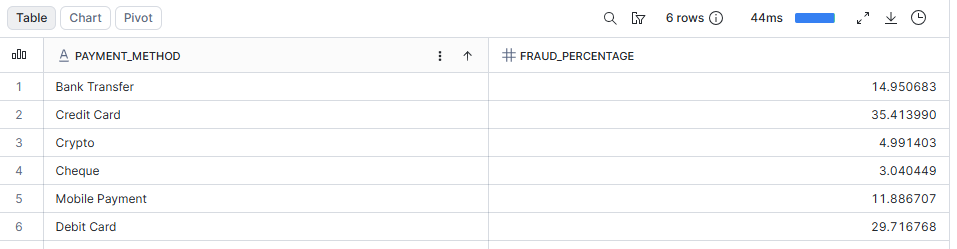 Table Chart Pivot 6 rows 44ms
PAYMENT_METHOD FRAUD_PERCENTAGE
1 Bank Transfer 14.950683
2 Credit Card 35.413990
3 Crypto 4.991403
4 Cheque 3.040449
5 Mobile Payment 11.886707
6 Debit Card 29.716768